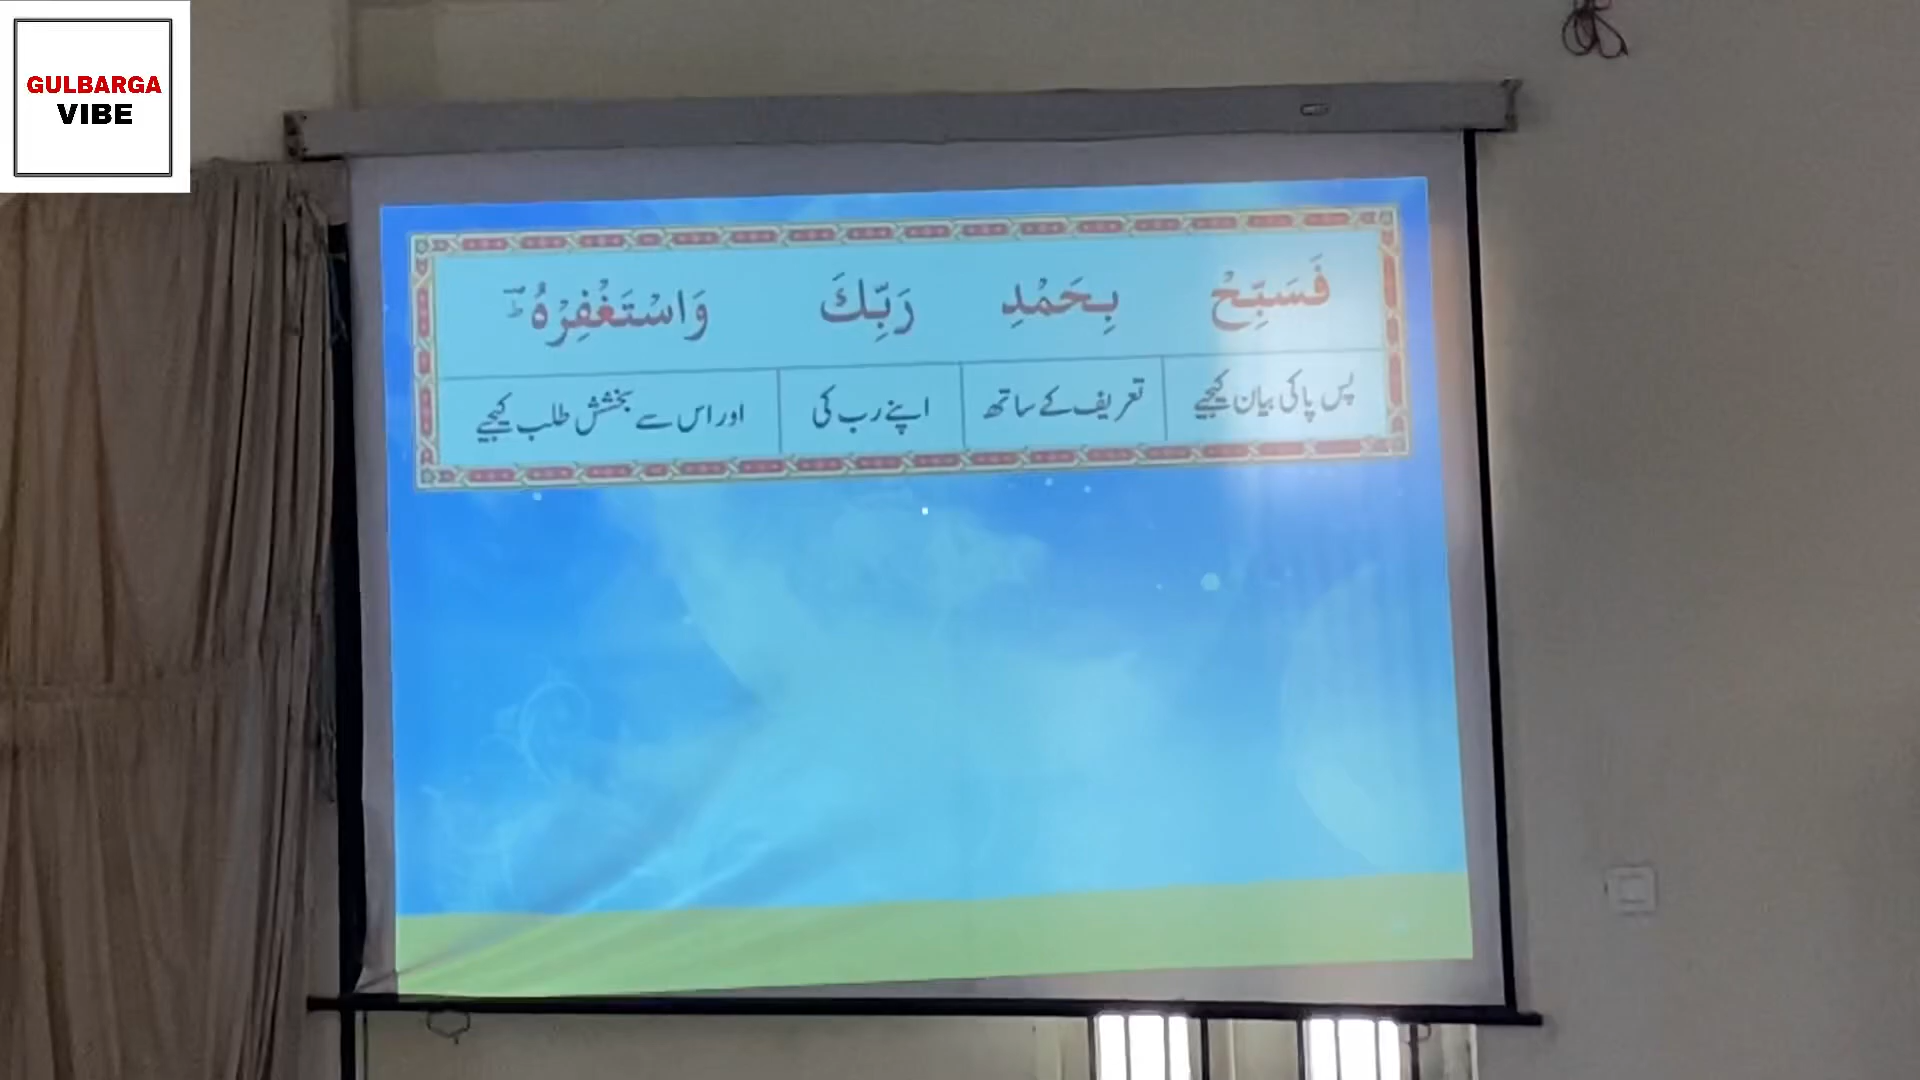 GULBARGA
VIBE
فَسَبِّحْ بِحَمْدِ رَبِّكَ وَاسْتَغْفِرْهُ ؕ
پس پاکی بیان کیجیے تعریف کے ساتھ اپنے رب کی اور اس سے بخشش طلب کیجیے